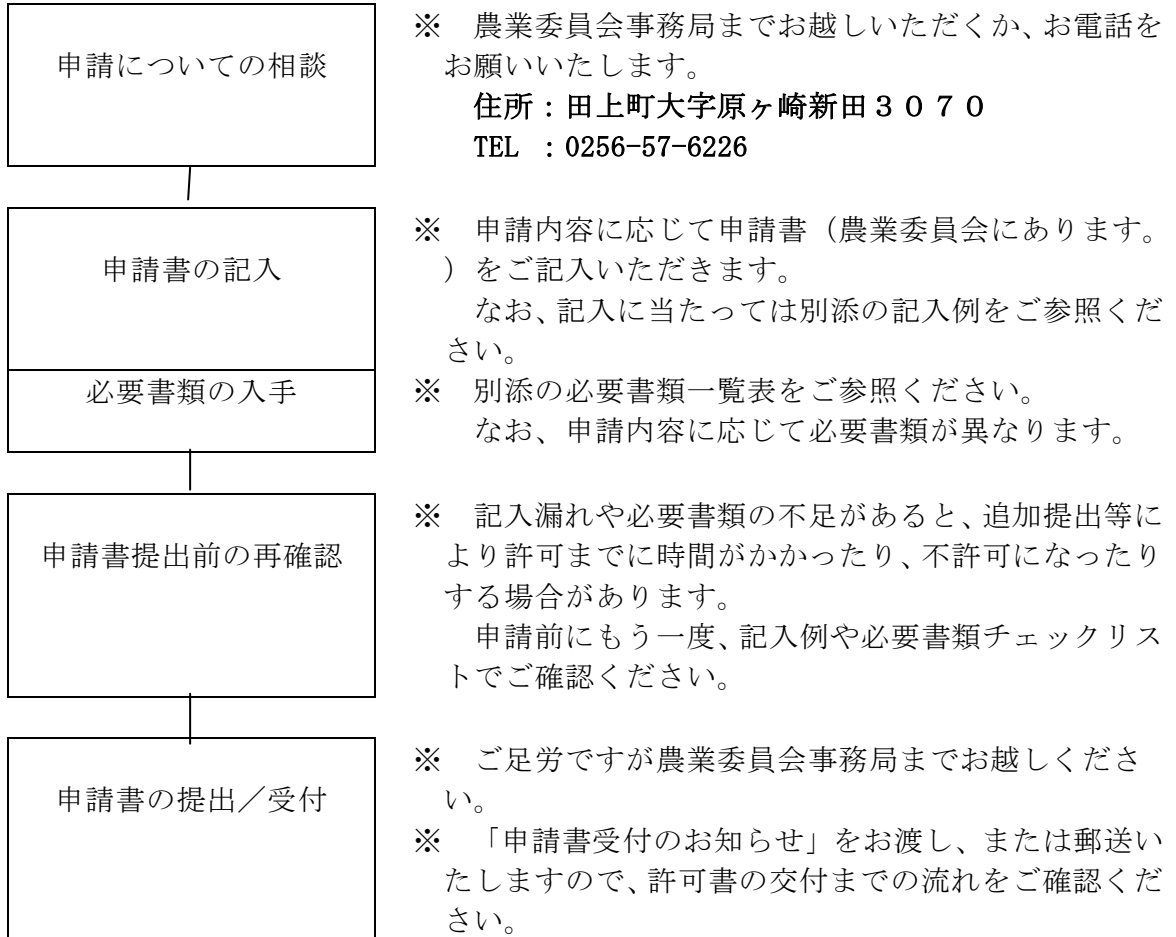 申請についての相談
※　農業委員会事務局までお越しいただくか、お電話を
お願いいたします。
住所：田上町大字原ヶ崎新田３０７０
TEL　：0256-57-6226
申請書の記入
※　申請内容に応じて申請書（農業委員会にあります。
）をご記入いただきます。
なお、記入に当たっては別添の記入例をご参照くだ
さい。
必要書類の入手
※　別添の必要書類一覧表をご参照ください。
なお、申請内容に応じて必要書類が異なります。
申請書提出前の再確認
※　記入漏れや必要書類の不足があると、追加提出等に
より許可までに時間がかかったり、不許可になったり
する場合があります。
申請前にもう一度、記入例や必要書類チェックリス
トでご確認ください。
申請書の提出／受付
※　ご足労ですが農業委員会事務局までお越しくださ
い。
※　「申請書受付のお知らせ」をお渡し、または郵送い
たしますので、許可書の交付までの流れをご確認くだ
さい。